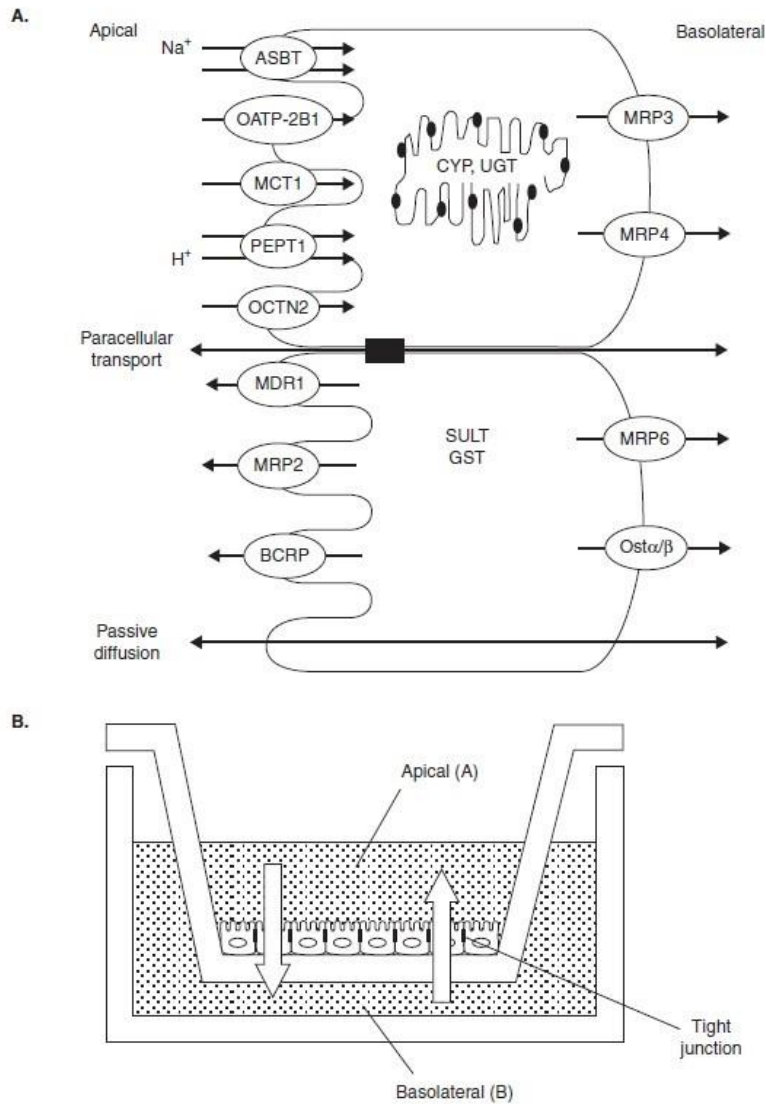 A.
Apical
Basolateral
Na+
ASBT
OATP-2B1
MCT1
PEPT1
H+
OCTN2
CYP, UGT
MRP3
MRP4
Paracellular
transport
MDR1
MRP2
BCRP
SULT
GST
MRP6
Ostα/β
Passive
diffusion
B.
Apical (A)
Tight
junction
Basolateral (B)